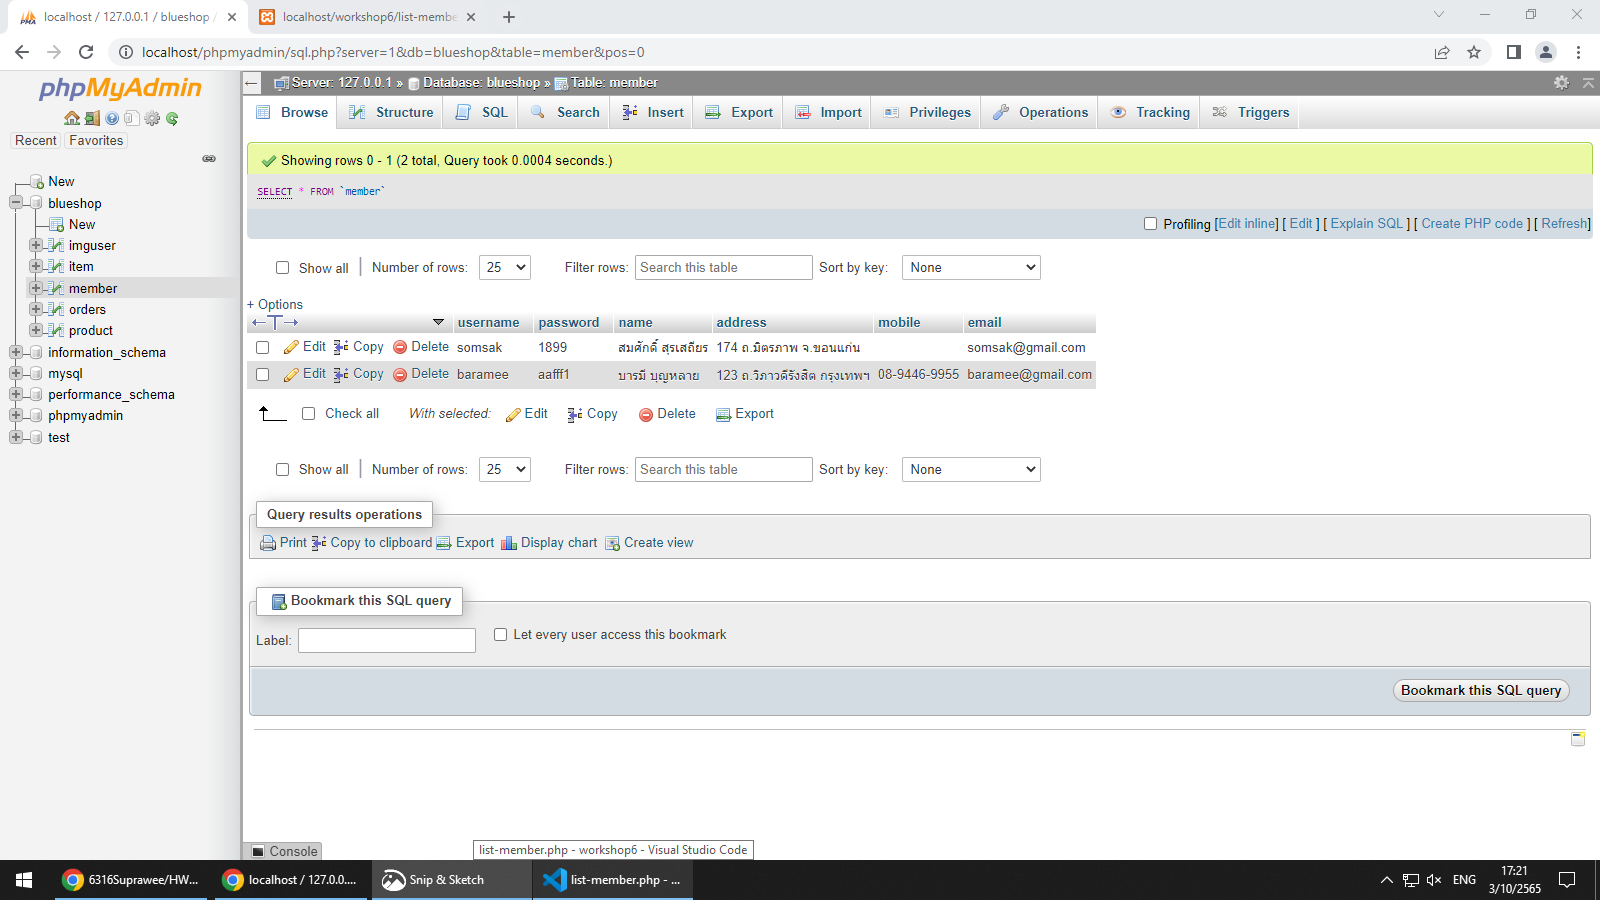 localhost / 127.0.0.1 / blueshop /
localhost/workshop6/list-membe
localhost/phpmyadmin/sql.php?server=1&db=blueshop&table=member&pos=0
phpMyAdmin
Recent Favorites
New
blueshop
New
imguser
item
member
orders
product
information_schema
mysql
performance_schema
phpmyadmin
test
Server: 127.0.0.1 » Database: blueshop » Table: member
Browse Structure SQL Search Insert Export Import Privileges Operations Tracking Triggers
Showing rows 0 - 1 (2 total, Query took 0.0004 seconds.)
SELECT * FROM `member`
Profiling [Edit inline] [ Edit ] [ Explain SQL ] [ Create PHP code ] [ Refresh]
Show all Number of rows: 25 Filter rows: Search this table Sort by key: None
+ Options
username password name address mobile email
Edit Copy Delete somsak 1899 สมศักดิ์ สุรเสถียร 174 ถ.มิตรภาพ จ.ขอนแก่น somsak@gmail.com
Edit Copy Delete baramee aafff1 บารมี บุญหลาย 123 ถ.วิภาวดีรังสิต กรุงเทพฯ 08-9446-9955 baramee@gmail.com
Check all With selected: Edit Copy Delete Export
Show all Number of rows: 25 Filter rows: Search this table Sort by key: None
Query results operations
Print Copy to clipboard Export Display chart Create view
Bookmark this SQL query
Label: Let every user access this bookmark
Bookmark this SQL query
Console
list-member.php - workshop6 - Visual Studio Code
6316Suprawee/HW... localhost / 127.0.0.... Snip & Sketch list-member.php - ... ENG 17:21
3/10/2565